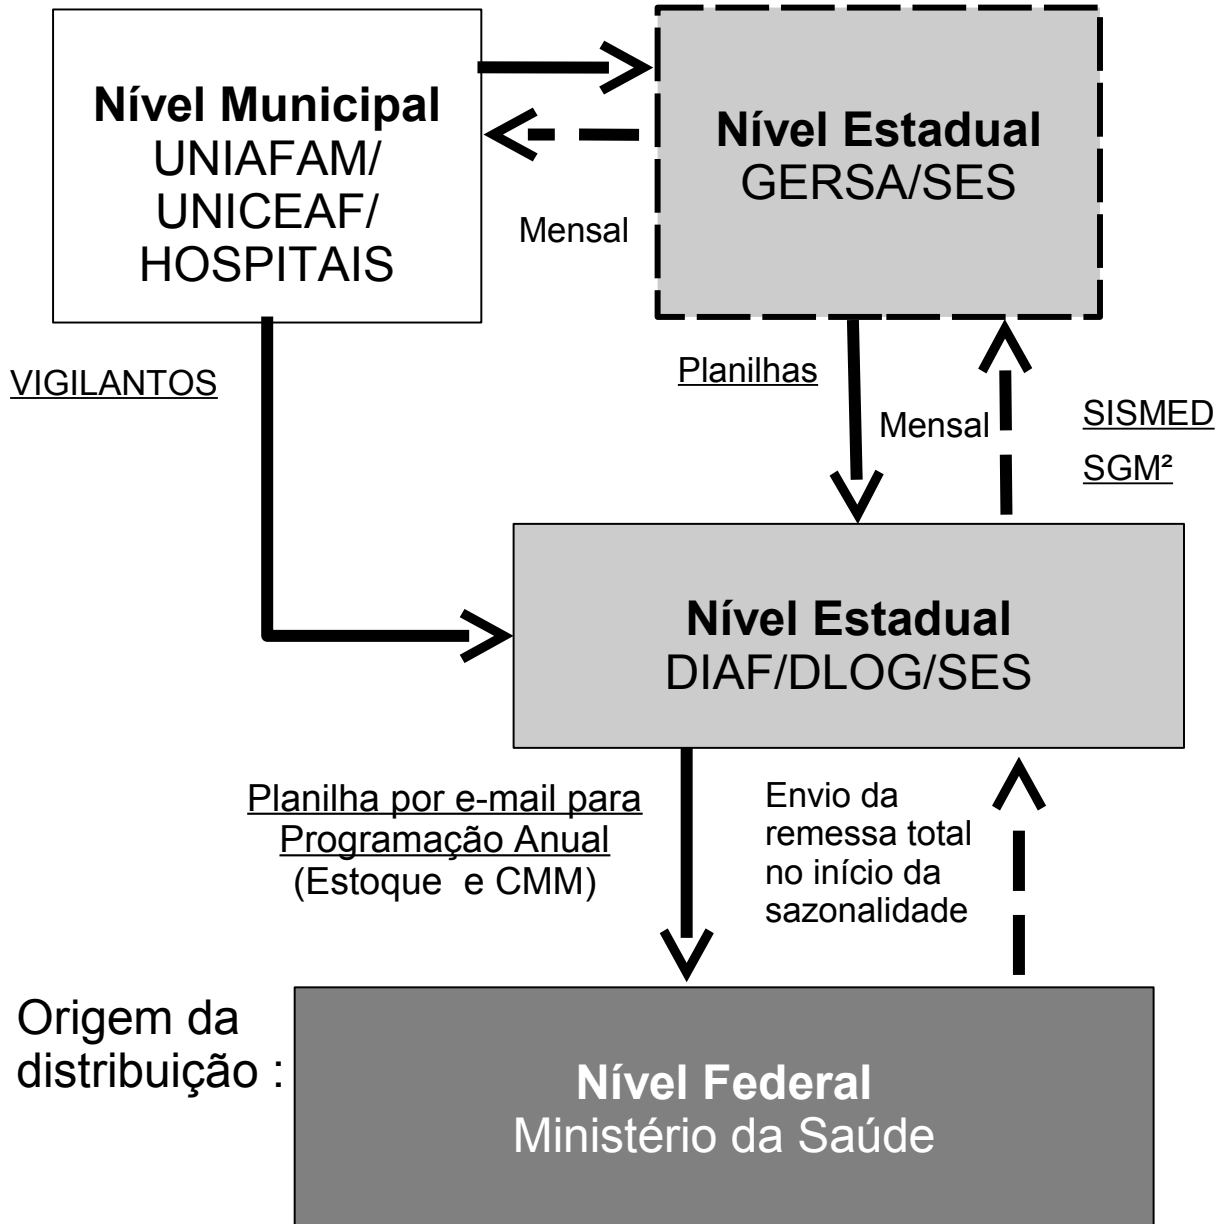 Nível Municipal
UNIAFAM/
UNICEAF/
HOSPITAIS
Nível Estadual
GERSA/SES
Mensal
VIGILANTOS
Planilhas
Mensal
SISMED
SGM²
Nível Estadual
DIAF/DLOG/SES
Planilha por e-mail para
Programação Anual
(Estoque e CMM)
Envio da
remessa total
no início da
sazonalidade
Origem da
distribuição :
Nível Federal
Ministério da Saúde